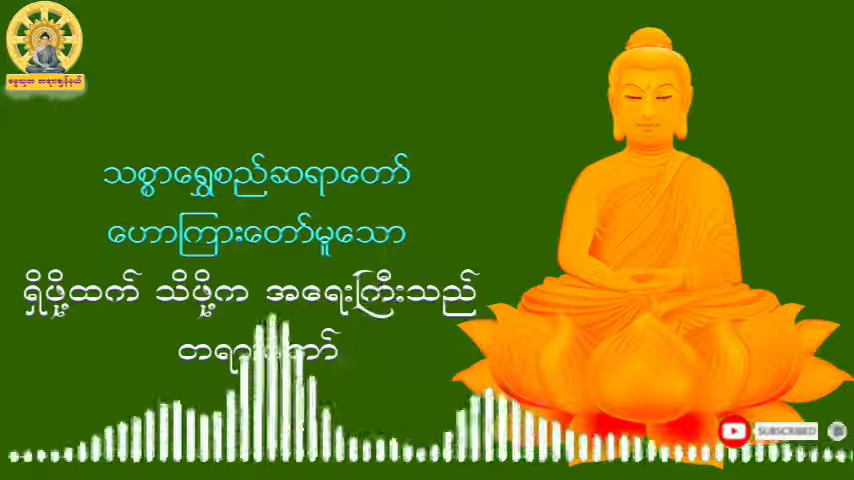 သစ္စာရွှေစည်ဆရာတော်
ဟောကြားတော်မူသော
ရှိဖို့ထက် သိဖို့က အရေးကြီးသည်
တရားတော်
SUBSCRIBED